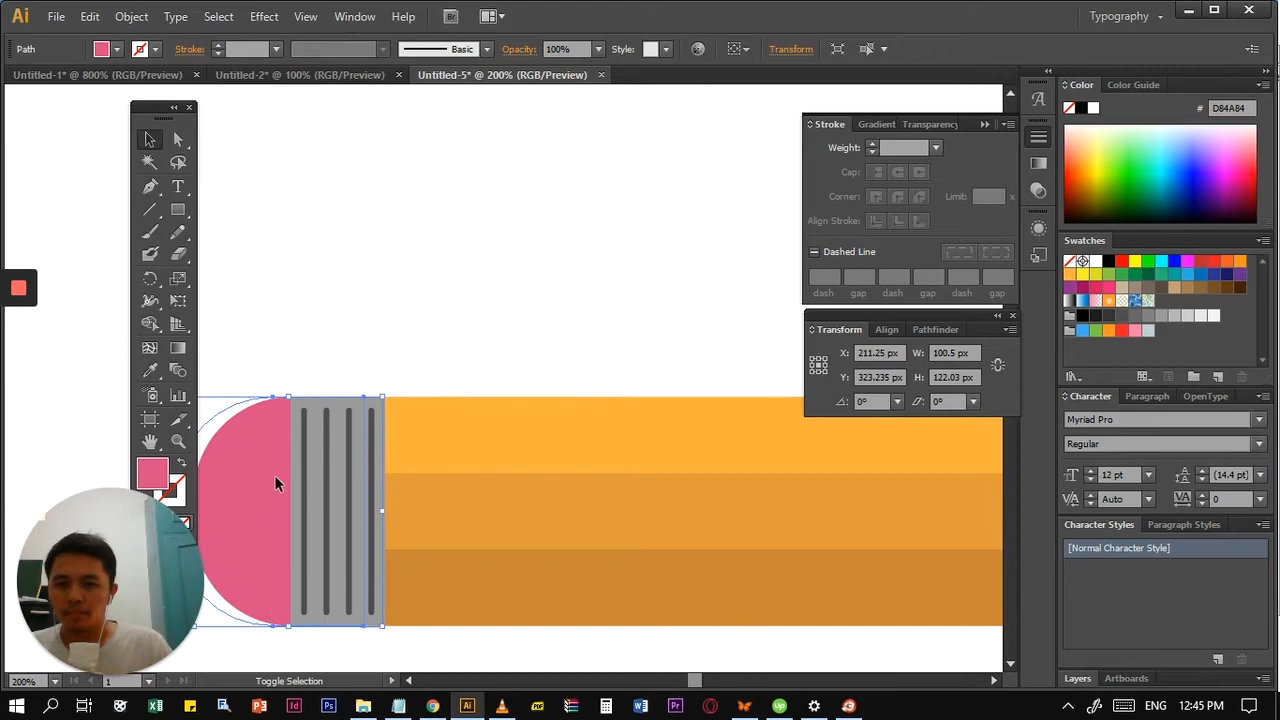 Ai File Edit Object Type Select Effect View Window Help Br Typography
Path Stroke: Basic Opacity: 100% Style: Transform
Untitled-1* @ 800% (RGB/Preview) × Untitled-2* @ 100% (RGB/Preview) × Untitled-5* @ 200% (RGB/Preview) ×
Color Color Guide
# D84A84
Stroke Gradient Transparency
Weight:
Cap:
Corner: Limit: x
Align Stroke:
Dashed Line
dash gap dash gap dash gap
Swatches
Transform Align Pathfinder
X: 211.25 px W: 100.5 px
Y: 323.235 px H: 122.03 px
0° 0°
Character Paragraph OpenType
Myriad Pro
Regular
12 pt (14.4 pt)
Auto 0
Character Styles Paragraph Styles
[Normal Character Style]
Layers Artboards
200% 1 Toggle Selection
ENG 12:45 PM